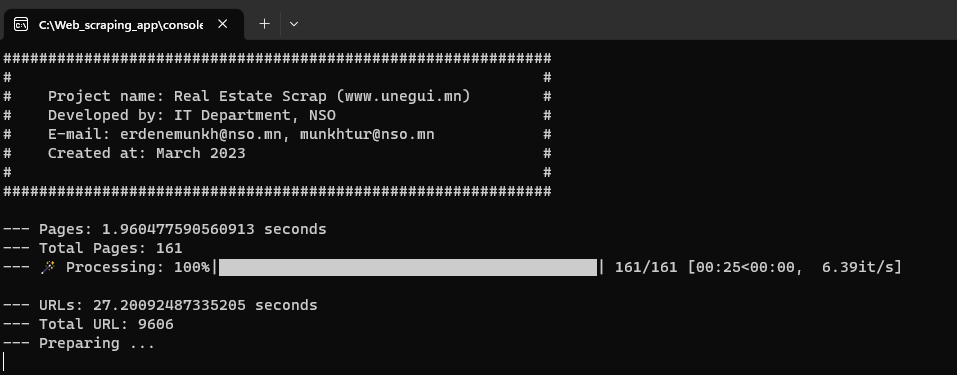 C:\Web_scraping_app\console
##############################################################
#                                                           #
#    Project name: Real Estate Scrap (www.unegui.mn)        #
#    Developed by: IT Department, NSO                       #
#    E-mail: erdenemunkh@nso.mn, munkhtur@nso.mn            #
#    Created at: March 2023                                 #
#                                                           #
##############################################################
--- Pages: 1.960477590560913 seconds
--- Total Pages: 161
--- 🪄 Processing: 100%|██████████████████████████████████████████| 161/161 [00:25<00:00,  6.39it/s]
--- URLs: 27.20092487335205 seconds
--- Total URL: 9606
--- Preparing ...